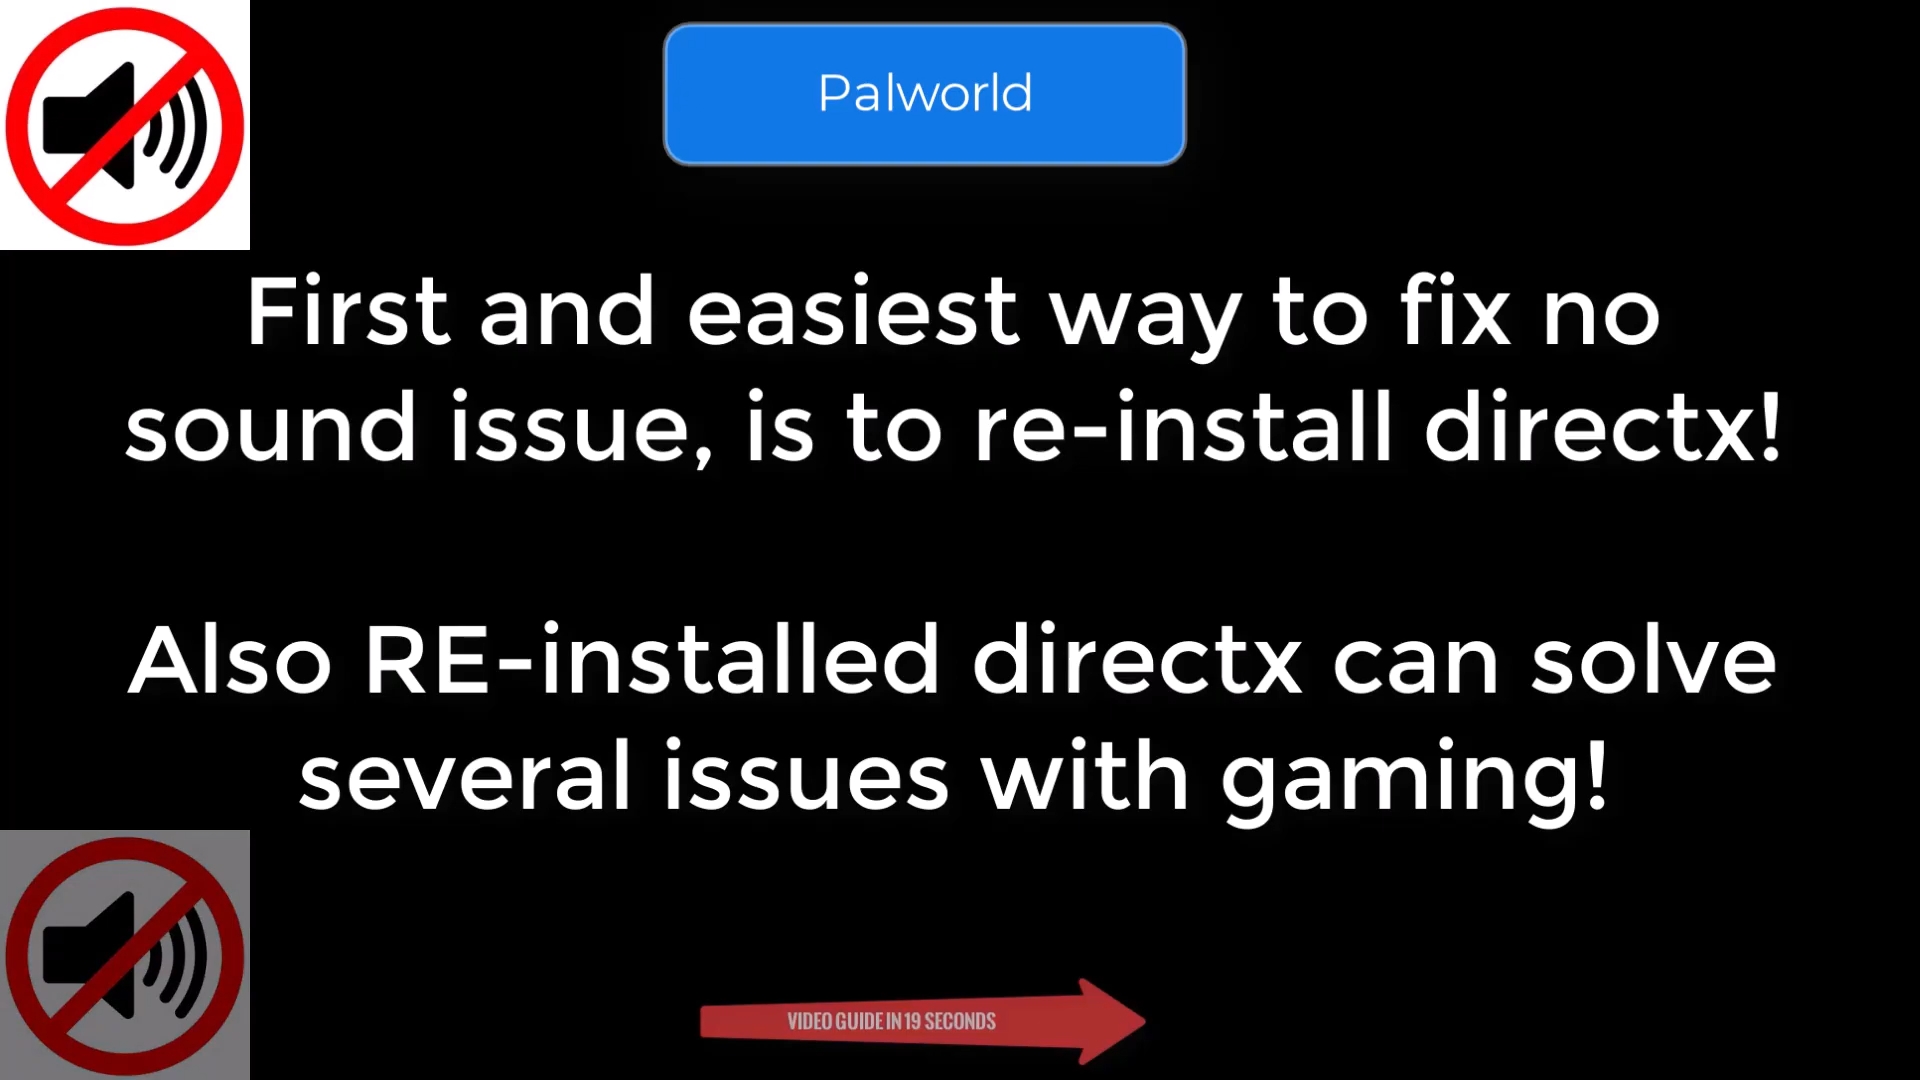 Palworld
First and easiest way to fix no
sound issue, is to re-install directx!
Also RE-installed directx can solve
several issues with gaming!
VIDEO GUIDE IN 19 SECONDS